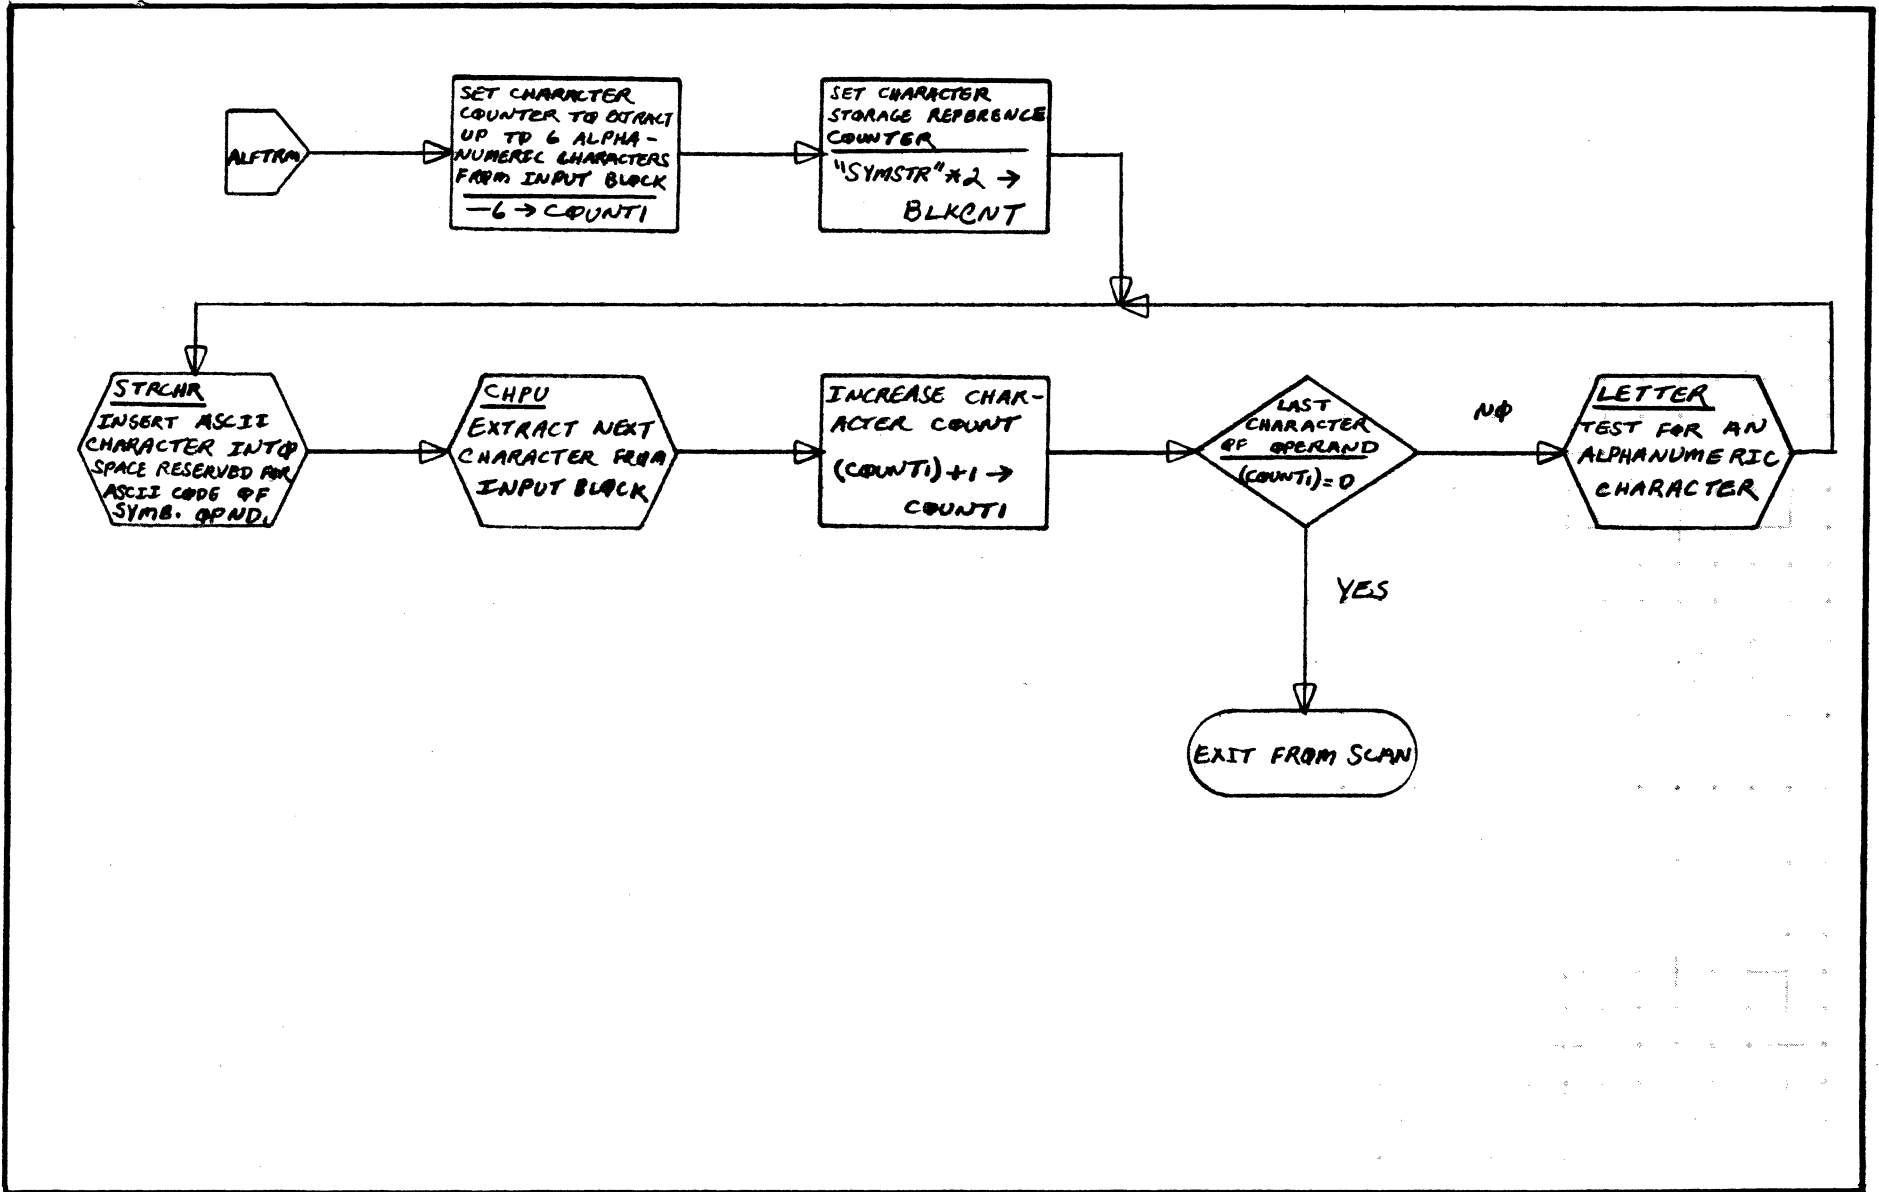 ALFTRM
SET CHARACTER
COUNTER TO EXTRACT
UP TO 6 ALPHA-
NUMERIC CHARACTERS
FROM INPUT BLOCK
-6 → COUNT1
SET CHARACTER
STORAGE REFERENCE
COUNTER
"SYMSTR"*2 →
BLKCNT
STRCHR
INSERT ASCII
CHARACTER INTO
SPACE RESERVED FOR
ASCII CODE OF
SYMB. OPND.
CHPU
EXTRACT NEXT
CHARACTER FROM
INPUT BLOCK
INCREASE CHAR-
ACTER COUNT
(COUNT1)+1 →
COUNT1
LAST
CHARACTER
OF OPERAND
(COUNT1)=0
NO
LETTER
TEST FOR AN
ALPHANUMERIC
CHARACTER
YES
EXIT FROM SCAN